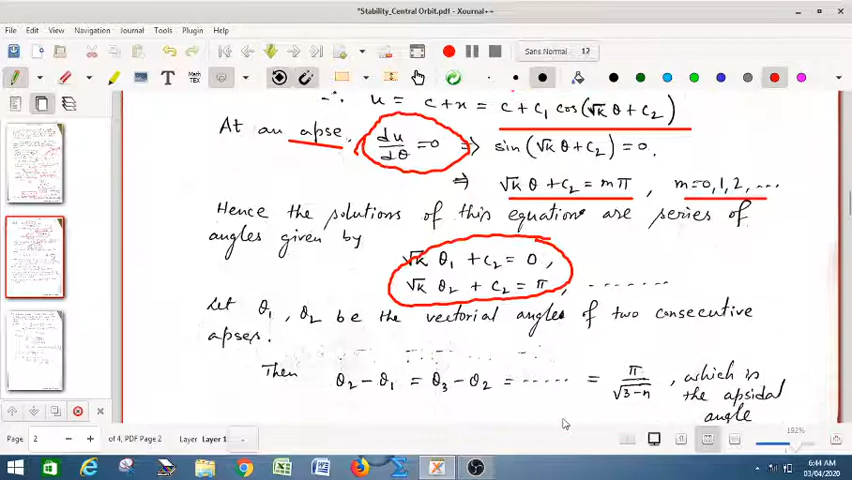 *Stability_Central Orbit.pdf - Xournal++
File Edit View Navigation Journal Tools Plugin Help
Sans Normal 12
∴ u = c+x = c+c₁ cos(√k θ+c₂)
At an apse, du/dθ = 0 ⇒ sin(√k θ+c₂) = 0.
⇒ √k θ+c₂ = mπ , m=0,1,2,...
Hence the solutions of this equations are series of
angles given by
√k θ₁ + c₂ = 0,
√k θ₂ + c₂ = π, ........
Let θ₁, θ₂ be the vectorial angles of two consecutive
apses.
Then θ₂-θ₁ = θ₃-θ₂ = ...... = π/√(3-n) , which is
the apsidal
angle
192%
Page 2 of 4, PDF Page 2 Layer Layer 1
6:44 AM
03/04/2020